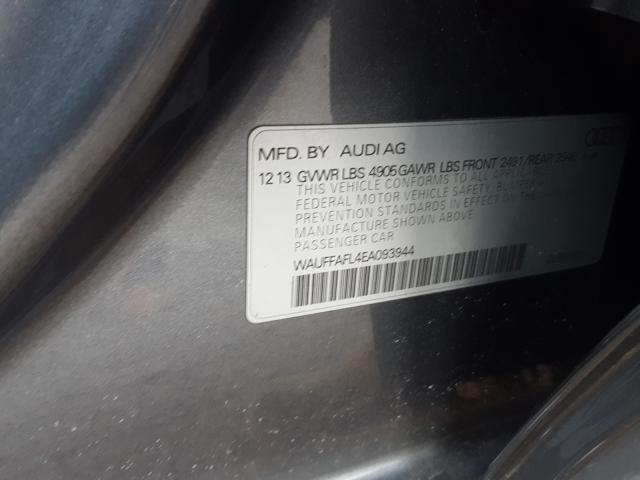 MFD. BY AUDI AG
12 13 GVWR LBS 4905 GAWR LBS FRONT 2491/REAR
THIS VEHICLE CONFORMS TO ALL
FEDERAL MOTOR VEHICLE SAFETY,
PREVENTION STANDARDS IN EFFECT ON THE
MANUFACTURE SHOWN ABOVE
PASSENGER CAR
WAUFFAFL4EA093944